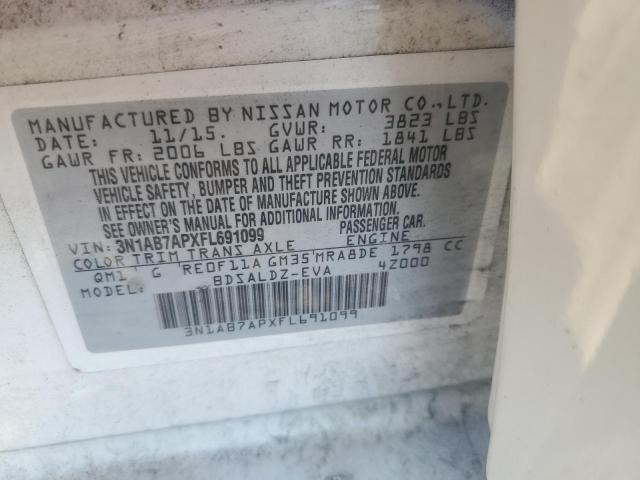 MANUFACTURED BY NISSAN MOTOR CO.,LTD.
DATE: 11/15. GVWR: 3823 LBS
GAWR FR: 2006 LBS GAWR RR: 1841 LBS
THIS VEHICLE CONFORMS TO ALL APPLICABLE FEDERAL MOTOR
VEHICLE SAFETY, BUMPER AND THEFT PREVENTION STANDARDS
IN EFFECT ON THE DATE OF MANUFACTURE SHOWN ABOVE.
SEE OWNER'S MANUAL FOR ADDITIONAL INFORMATION.
VIN: 3N1AB7APXFL691099 PASSENGER CAR.
COLOR TRIM TRANS AXLE ENGINE
QM1 G RE0F11A GM35 MRA8DE 1798 CC
MODEL: BDSALDZ-EVA 4Z000
3N1AB7APXFL691099